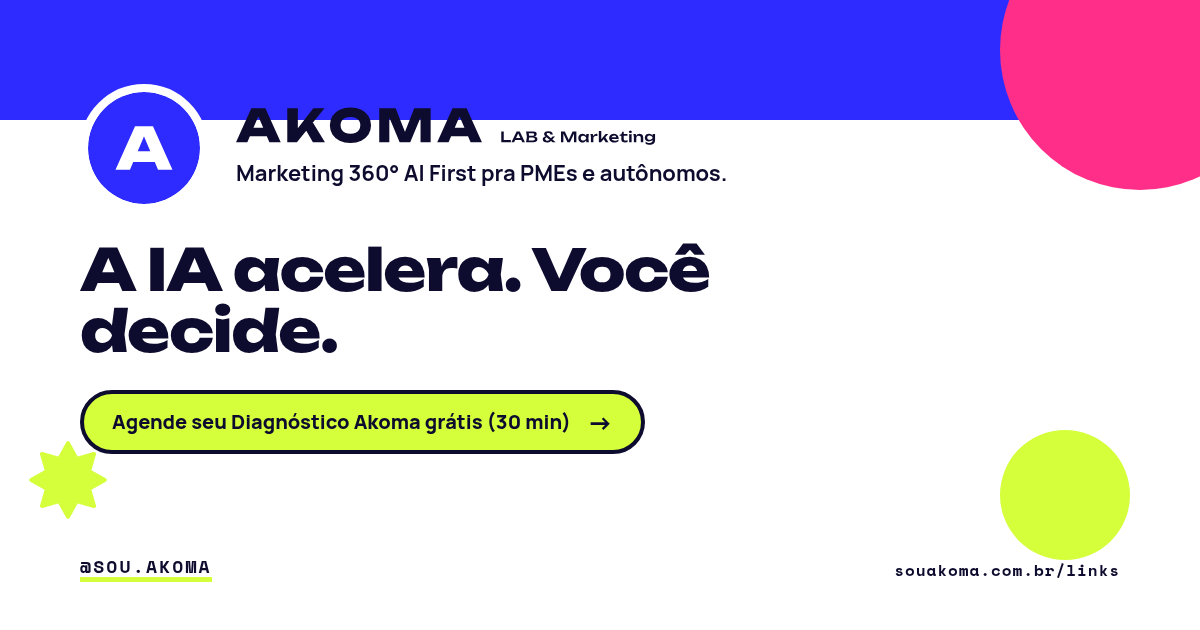 A
AKOMA LAB & Marketing
Marketing 360° AI First pra PMEs e autônomos.
A IA acelera. Você
decide.
Agende seu Diagnóstico Akoma grátis (30 min) →
@SOU.AKOMA
souakoma.com.br/links